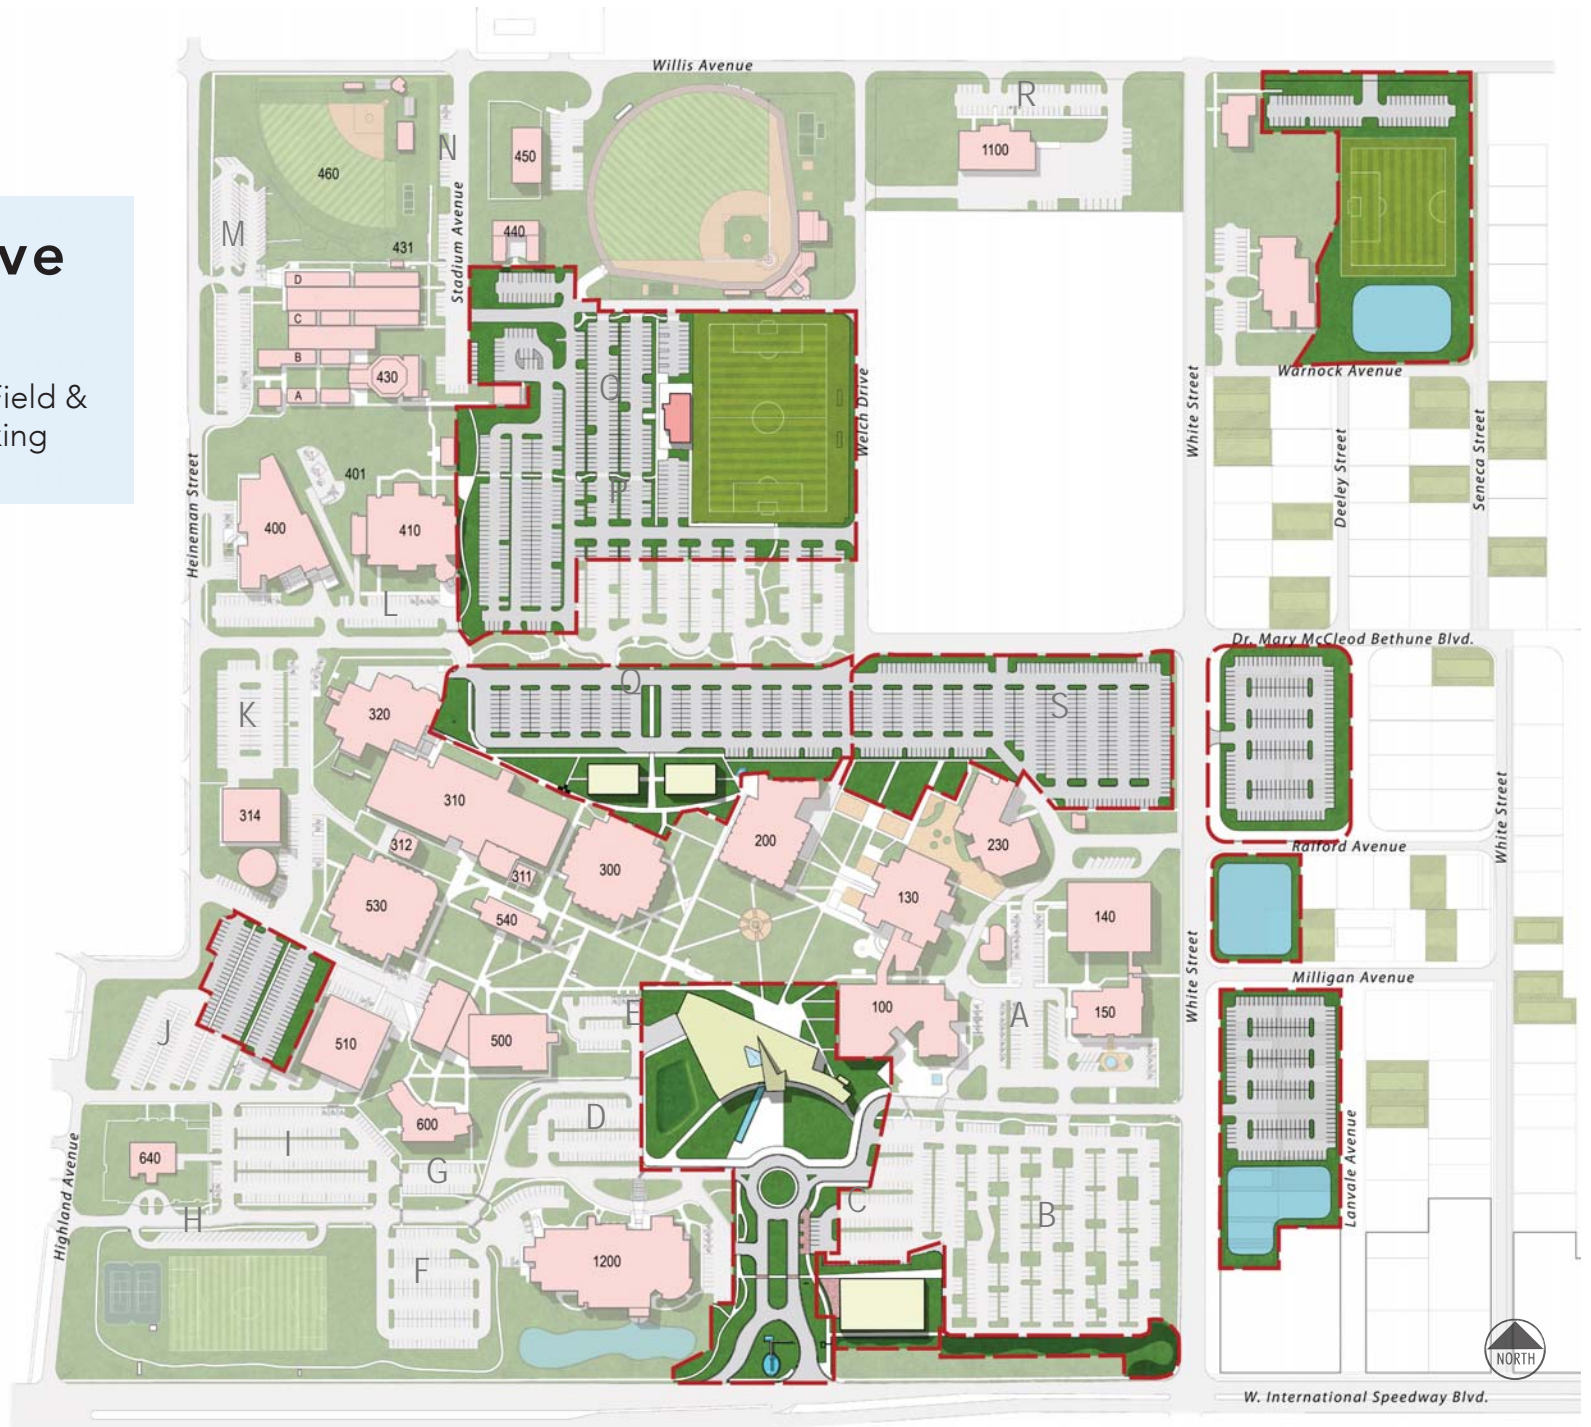 Willis Avenue
R
N
450
1100
460
M
Stadium Avenue
440
431
ve
D
C
B
430
A
Field &
king
O
Welch Drive
White Street
Warnock Avenue
Deeley Street
Seneca Street
Heineman Street
401
P
400
410
L
Dr. Mary McCleod Bethune Blvd.
Q
K
320
S
310
314
312
311
300
200
230
White Street
Ralford Avenue
530
540
130
140
White Street
Milligan Avenue
J
510
500
E
100
A
150
600
D
640
I
G
Highland Avenue
H
C
B
Lanvale Avenue
F
1200
NORTH
W. International Speedway Blvd.